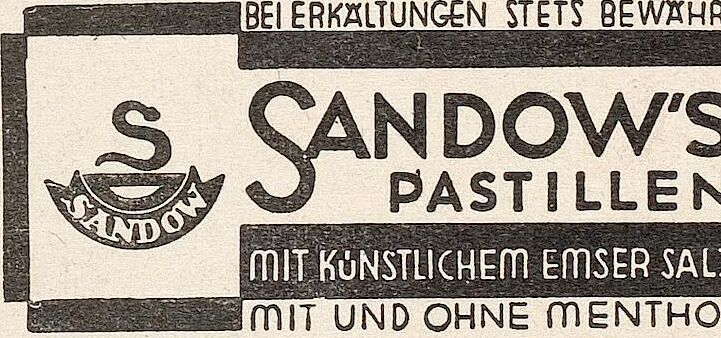 BEI ERKÄLTUNGEN STETS BEWÄHR
S
SANDOW
SANDOW'S
PASTILLEN
MIT KÜNSTLICHEM EMSER SAL
MIT UND OHNE MENTHO